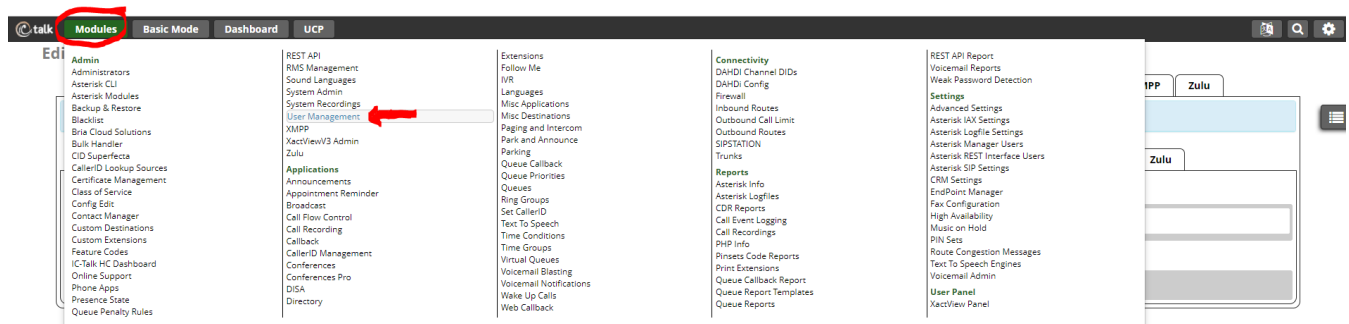 talk Modules Basic Mode Dashboard UCP
Edi
Admin
Administrators
Asterisk CLI
Asterisk Modules
Backup & Restore
Blacklist
Bria Cloud Solutions
Bulk Handler
CID Superfecta
CallerID Lookup Sources
Certificate Management
Class of Service
Config Edit
Contact Manager
Custom Destinations
Custom Extensions
Feature Codes
IC-Talk HC Dashboard
Online Support
Phone Apps
Presence State
Queue Penalty Rules
REST API
RMS Management
Sound Languages
System Admin
System Recordings
User Management
XMPP
XactViewV3 Admin
Zulu
Applications
Announcements
Appointment Reminder
Broadcast
Call Flow Control
Call Recording
Callback
CallerID Management
Conferences
Conferences Pro
DISA
Directory
Extensions
Follow Me
IVR
Languages
Misc Applications
Misc Destinations
Paging and Intercom
Park and Announce
Parking
Queue Callback
Queue Priorities
Queues
Ring Groups
Set CallerID
Text To Speech
Time Conditions
Time Groups
Virtual Queues
Voicemail Blasting
Voicemail Notifications
Wake Up Calls
Web Callback
Connectivity
DAHDI Channel DIDs
DAHDi Config
Firewall
Inbound Routes
Outbound Call Limit
Outbound Routes
SIPSTATION
Trunks
Reports
Asterisk Info
Asterisk Logfiles
CDR Reports
Call Event Logging
Call Recordings
PHP Info
Pinsets Code Reports
Print Extensions
Queue Callback Report
Queue Report Templates
Queue Reports
REST API Report
Voicemail Reports
Weak Password Detection
Settings
Advanced Settings
Asterisk IAX Settings
Asterisk Logfile Settings
Asterisk Manager Users
Asterisk REST Interface Users
Asterisk SIP Settings
CRM Settings
EndPoint Manager
Fax Configuration
High Availability
Music on Hold
PIN Sets
Route Congestion Messages
Text To Speech Engines
Voicemail Admin
User Panel
XactView Panel
MPP Zulu
Zulu